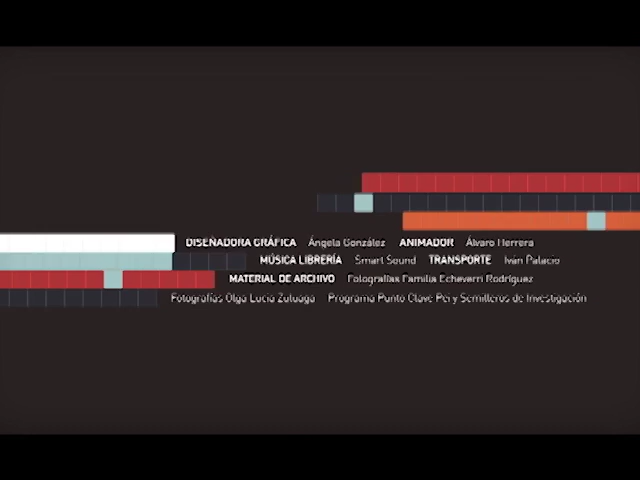 DISEÑADORA GRÁFICA Ángela González ANIMADOR Álvaro Herrera
MÚSICA LIBRERÍA Smart Sound TRANSPORTE Iván Palacio
MATERIAL DE ARCHIVO Fotografías Familia Echeverri Rodríguez
Fotografías Olga Lucía Zuluaga Programa Punto Clave Pei y Semilleros de Investigación